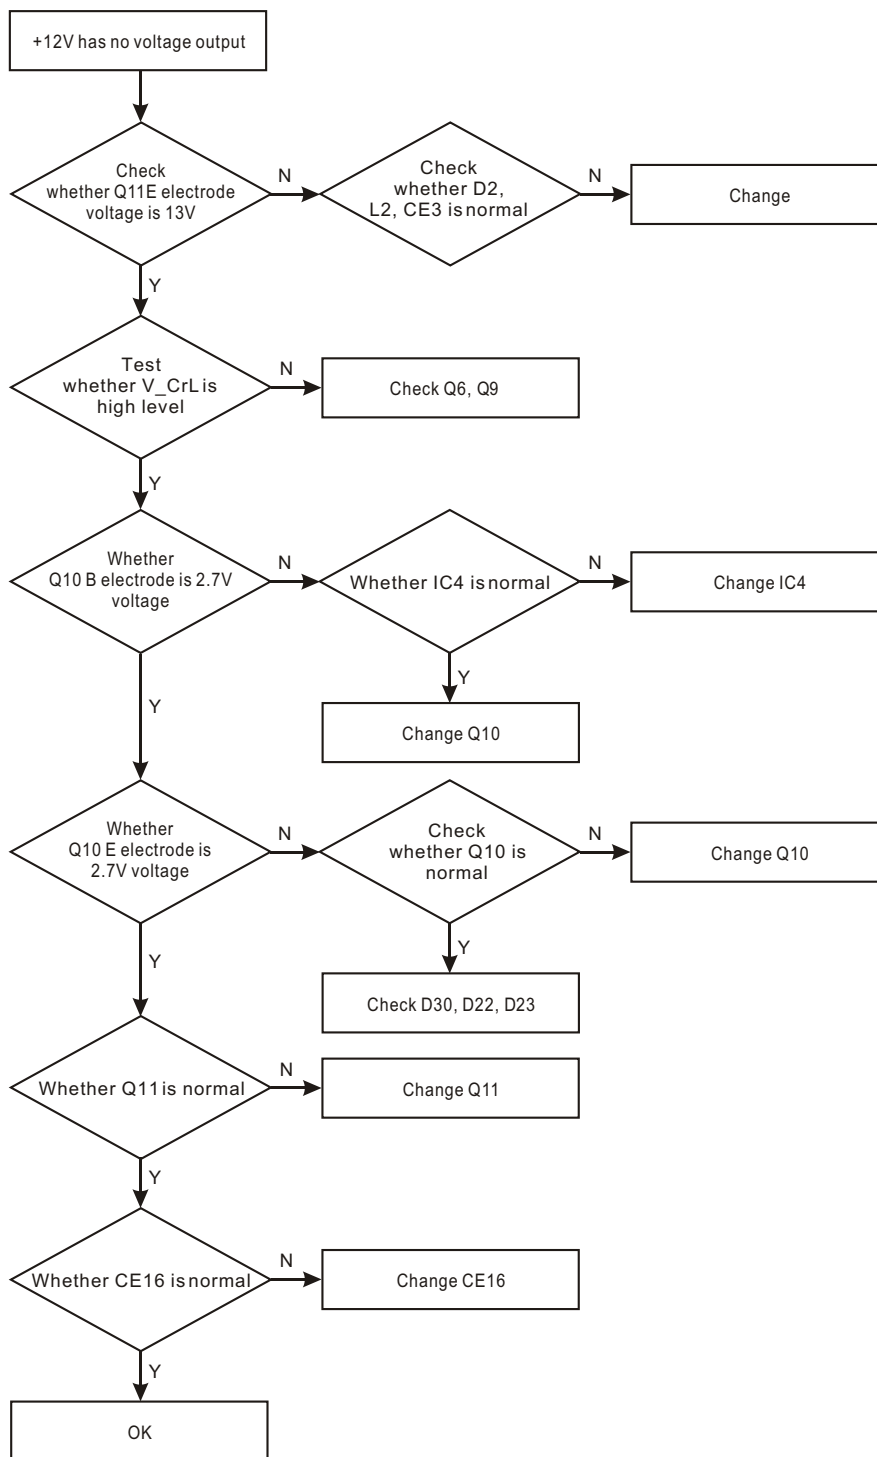 +12V has no voltage output
Check
whether Q11E electrode
voltage is 13V
N
Check
whether D2,
L2, CE3 is normal
N
Change
Y
Test
whether V_CrL is
high level
N
Check Q6, Q9
Y
Whether
Q10 B electrode is 2.7V
voltage
N
Whether IC4 is normal
N
Change IC4
Y
Change Q10
Y
Whether
Q10 E electrode is
2.7V voltage
N
Check
whether Q10 is
normal
N
Change Q10
Y
Check D30, D22, D23
Y
Whether Q11 is normal
N
Change Q11
Y
Whether CE16 is normal
N
Change CE16
Y
OK